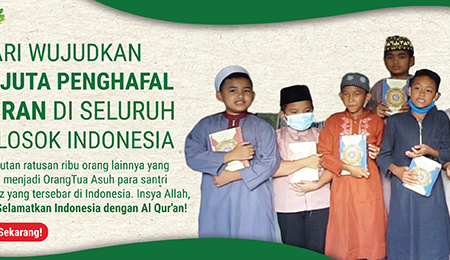 ARI WUJUDKAN
JUTA PENGHAFAL
RAN DI SELURUH
LOSOK INDONESIA
utan ratusan ribu orang lainnya yang
menjadi OrangTua Asuh para santri
z yang tersebar di Indonesia. Insya Allah,
Selamatkan Indonesia dengan Al Qur'an!
Sekarang!